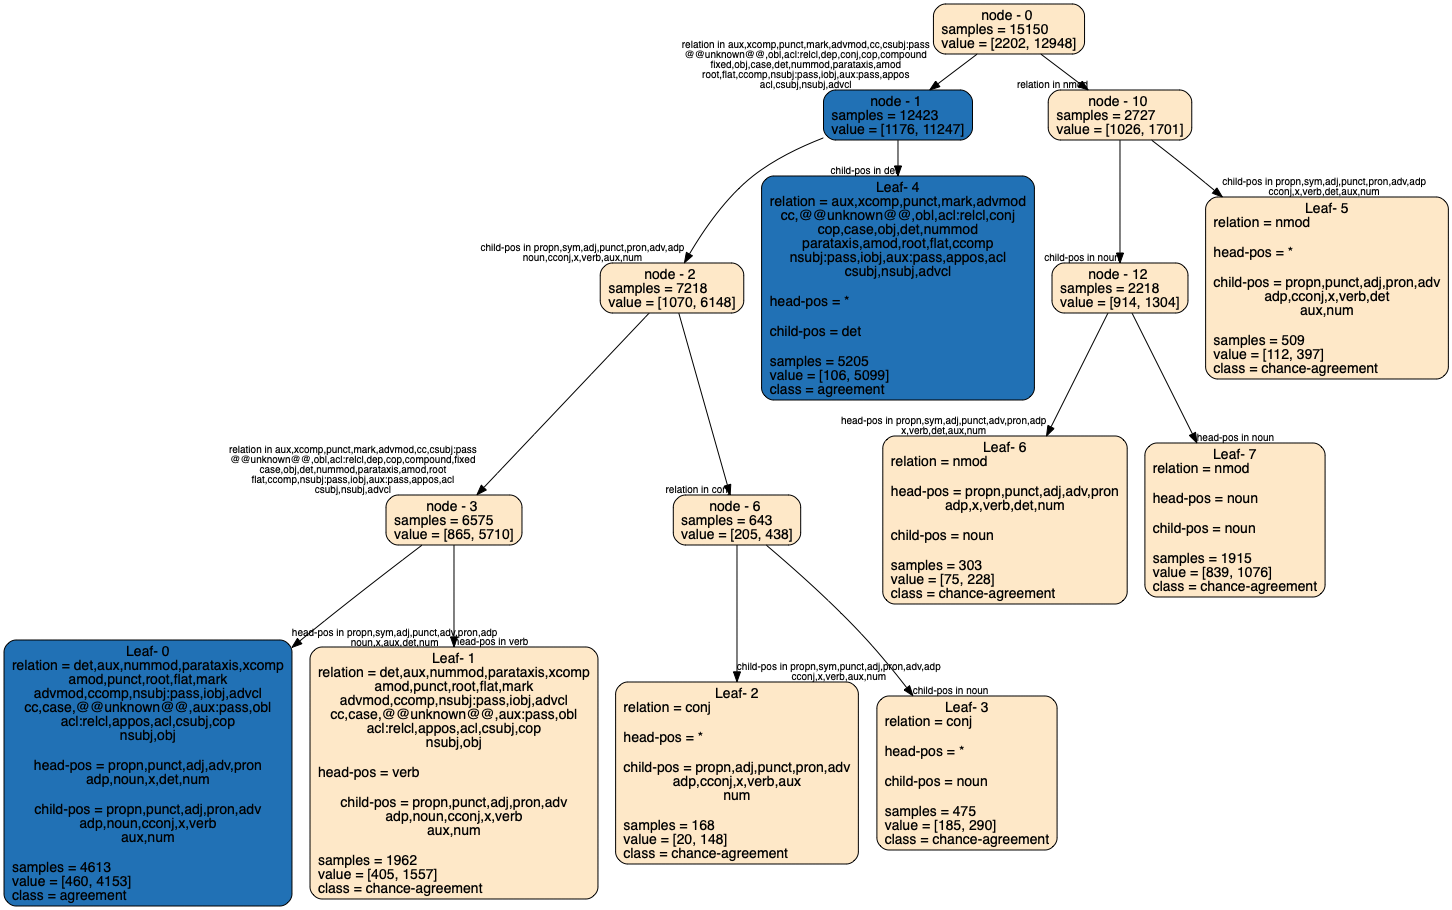 node - 0
samples = 15150
value = [2202, 12948]
relation in aux,xcomp,punct,mark,advmod,cc,csubj:pass
@@unknown@@,obl,acl:relcl,dep,conj,cop,compound
fixed,obj,case,det,nummod,parataxis,amod
root,flat,ccomp,nsubj:pass,iobj,aux:pass,appos
acl,csubj,nsubj,advcl
relation in nmod
node - 1
samples = 12423
value = [1176, 11247]
node - 10
samples = 2727
value = [1026, 1701]
child-pos in det
Leaf- 4
relation = aux,xcomp,punct,mark,advmod
cc,@@unknown@@,obl,acl:relcl,conj
cop,case,obj,det,nummod
parataxis,amod,root,flat,ccomp
nsubj:pass,iobj,aux:pass,appos,acl
csubj,nsubj,advcl
head-pos = *
child-pos = det
samples = 5205
value = [106, 5099]
class = agreement
child-pos in propn,sym,adj,punct,pron,adv,adp
cconj,x,verb,det,aux,num
Leaf- 5
relation = nmod
head-pos = *
child-pos = propn,punct,adj,pron,adv
adp,cconj,x,verb,det
aux,num
samples = 509
value = [112, 397]
class = chance-agreement
child-pos in propn,sym,adj,punct,pron,adv,adp
noun,cconj,x,verb,aux,num
node - 2
samples = 7218
value = [1070, 6148]
child-pos in noun
node - 12
samples = 2218
value = [914, 1304]
head-pos in propn,sym,adj,punct,adv,pron,adp
x,verb,det,aux,num
Leaf- 6
relation = nmod
head-pos = propn,punct,adj,adv,pron
adp,x,verb,det,num
child-pos = noun
samples = 303
value = [75, 228]
class = chance-agreement
head-pos in noun
Leaf- 7
relation = nmod
head-pos = noun
child-pos = noun
samples = 1915
value = [839, 1076]
class = chance-agreement
relation in aux,xcomp,punct,mark,advmod,cc,csubj:pass
@@unknown@@,obl,acl:relcl,dep,cop,compound,fixed
case,obj,det,nummod,parataxis,amod,root
flat,ccomp,nsubj:pass,iobj,aux:pass,appos,acl
csubj,nsubj,advcl
node - 3
samples = 6575
value = [865, 5710]
relation in conj
node - 6
samples = 643
value = [205, 438]
head-pos in propn,sym,adj,punct,adv,pron,adp
noun,x,aux,det,num
Leaf- 0
relation = det,aux,nummod,parataxis,xcomp
amod,punct,root,flat,mark
advmod,ccomp,nsubj:pass,iobj,advcl
cc,case,@@unknown@@,aux:pass,obl
acl:relcl,appos,acl,csubj,cop
nsubj,obj
head-pos = propn,punct,adj,adv,pron
adp,noun,x,det,num
child-pos = propn,punct,adj,pron,adv
adp,noun,cconj,x,verb
aux,num
samples = 4613
value = [460, 4153]
class = agreement
head-pos in verb
Leaf- 1
relation = det,aux,nummod,parataxis,xcomp
amod,punct,root,flat,mark
advmod,ccomp,nsubj:pass,iobj,advcl
cc,case,@@unknown@@,aux:pass,obl
acl:relcl,appos,acl,csubj,cop
nsubj,obj
head-pos = verb
child-pos = propn,punct,adj,pron,adv
adp,noun,cconj,x,verb
aux,num
samples = 1962
value = [405, 1557]
class = chance-agreement
child-pos in propn,sym,punct,adj,pron,adv,adp
cconj,x,verb,aux,num
Leaf- 2
relation = conj
head-pos = *
child-pos = propn,adj,punct,pron,adv
adp,cconj,x,verb,aux
num
samples = 168
value = [20, 148]
class = chance-agreement
child-pos in noun
Leaf- 3
relation = conj
head-pos = *
child-pos = noun
samples = 475
value = [185, 290]
class = chance-agreement